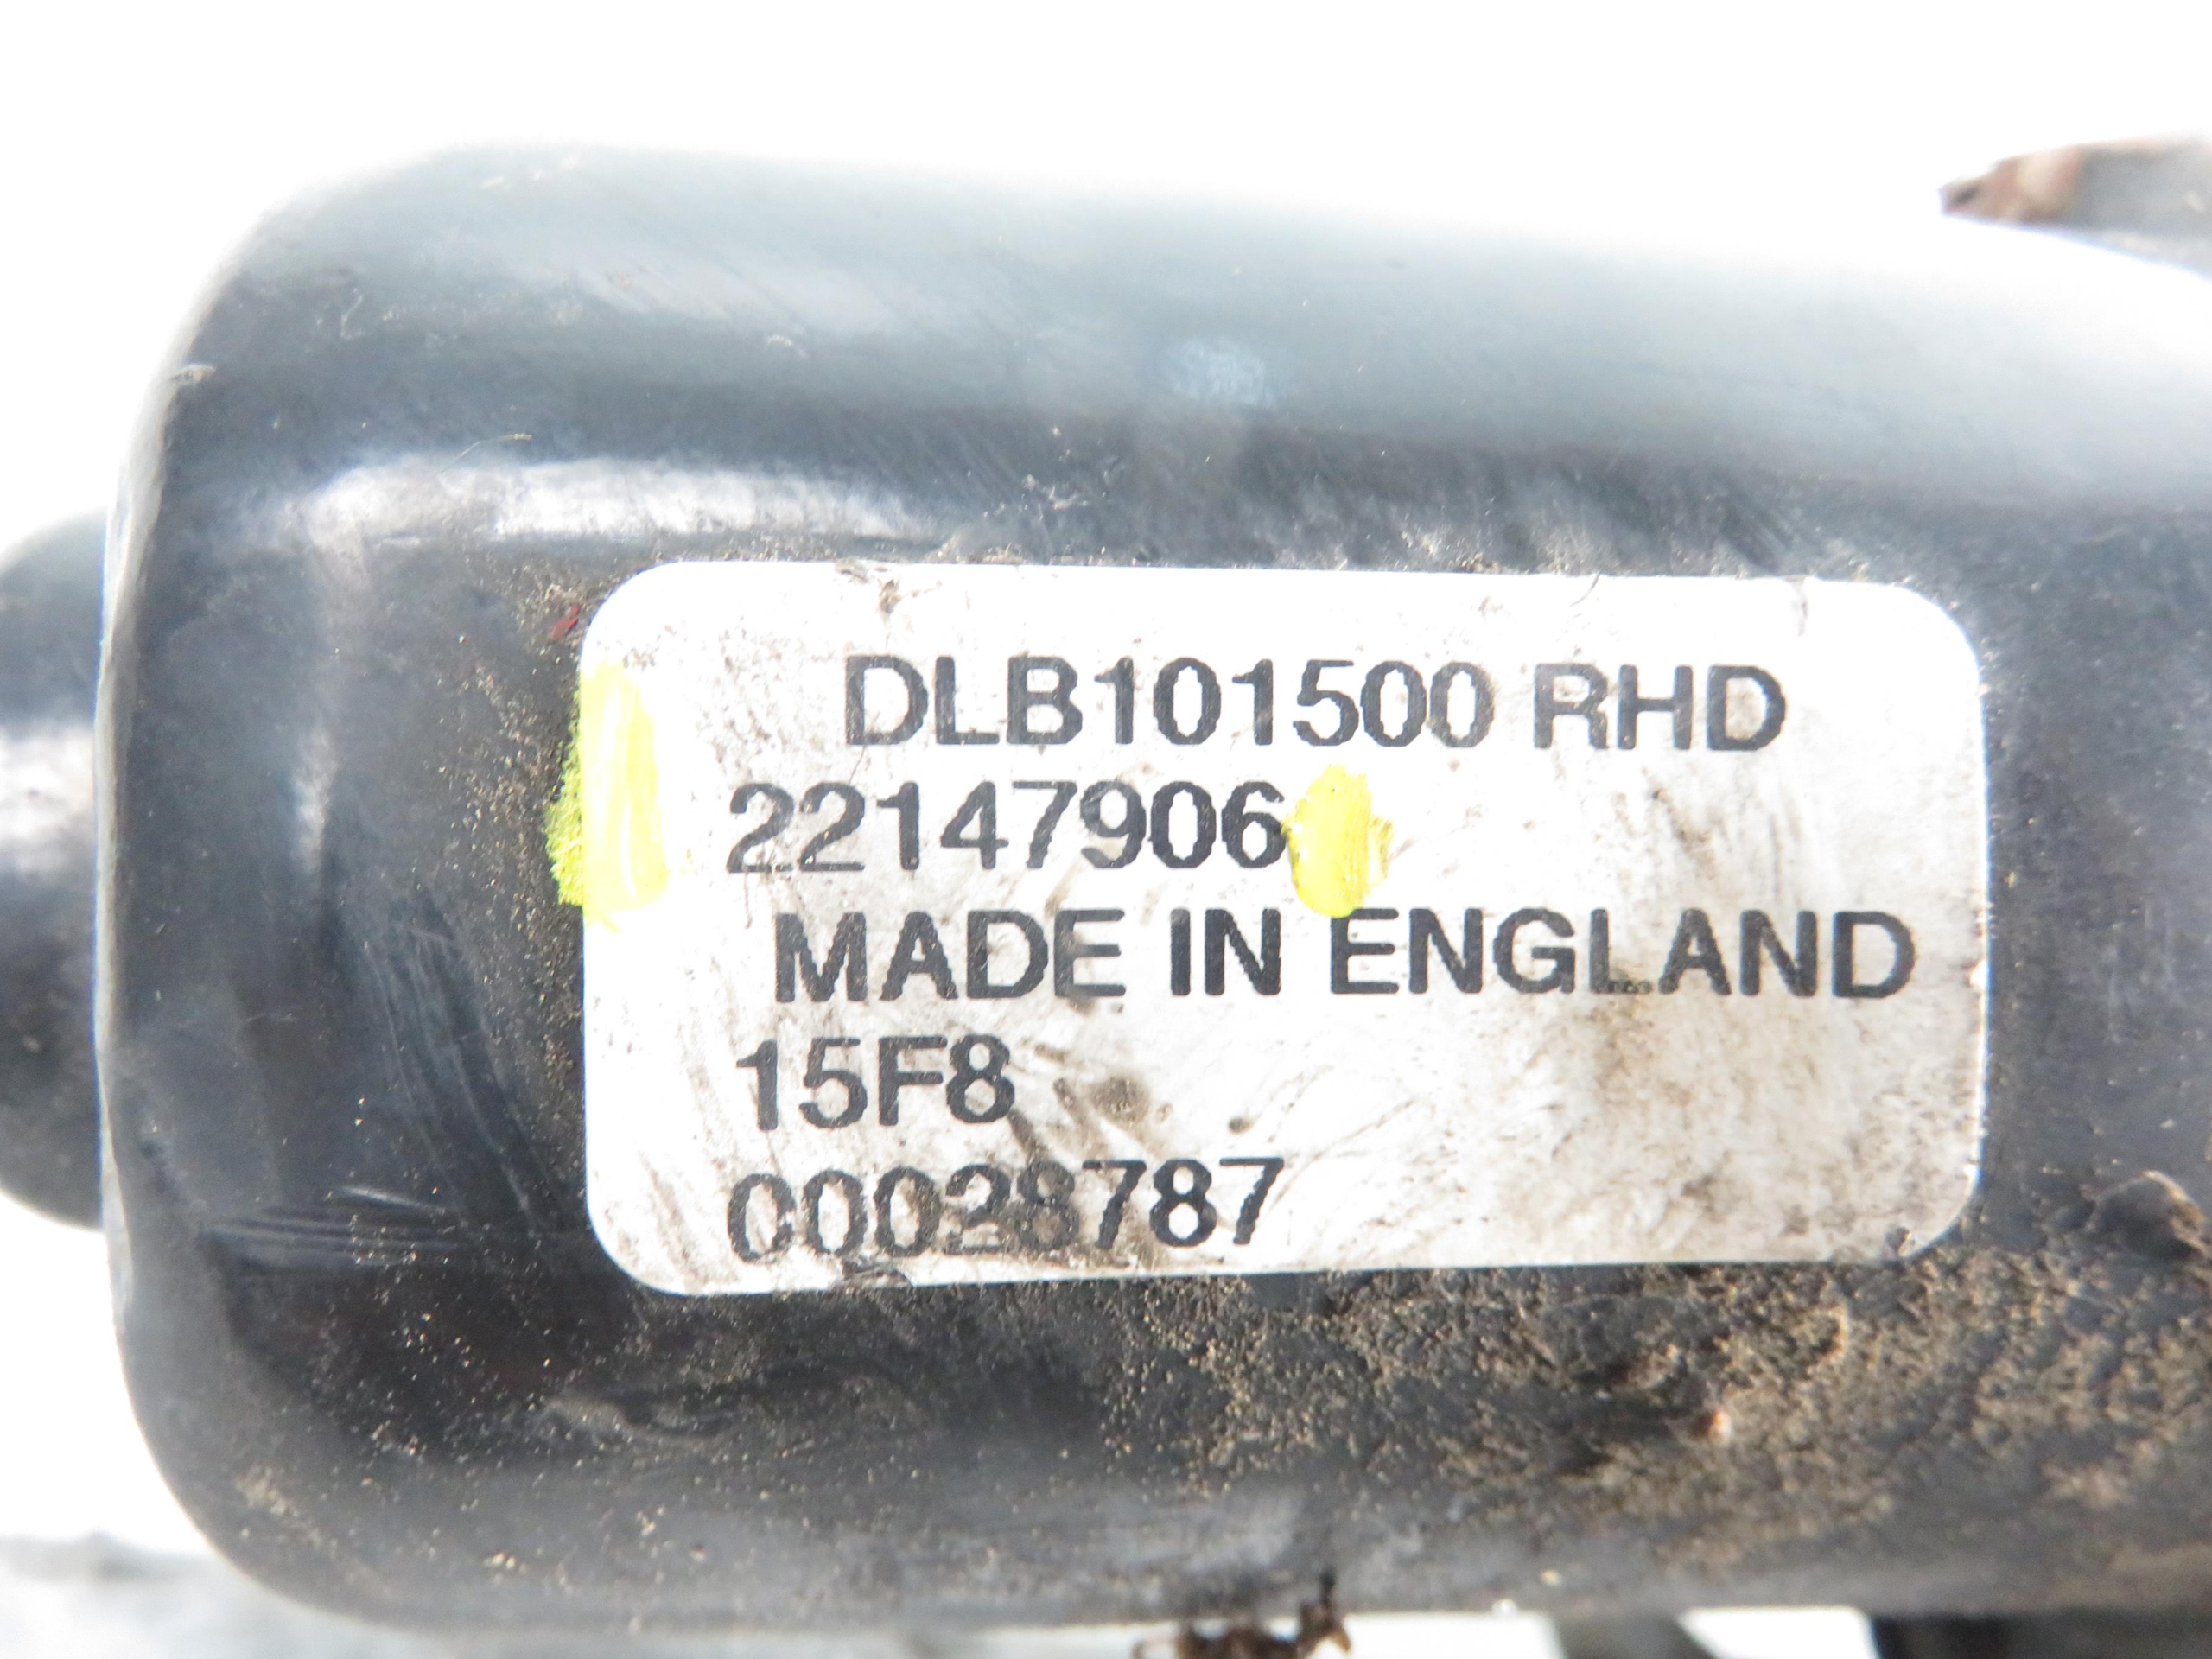 DLB101500 RHD
22147906
MADE IN ENGLAND
15F8
00028787